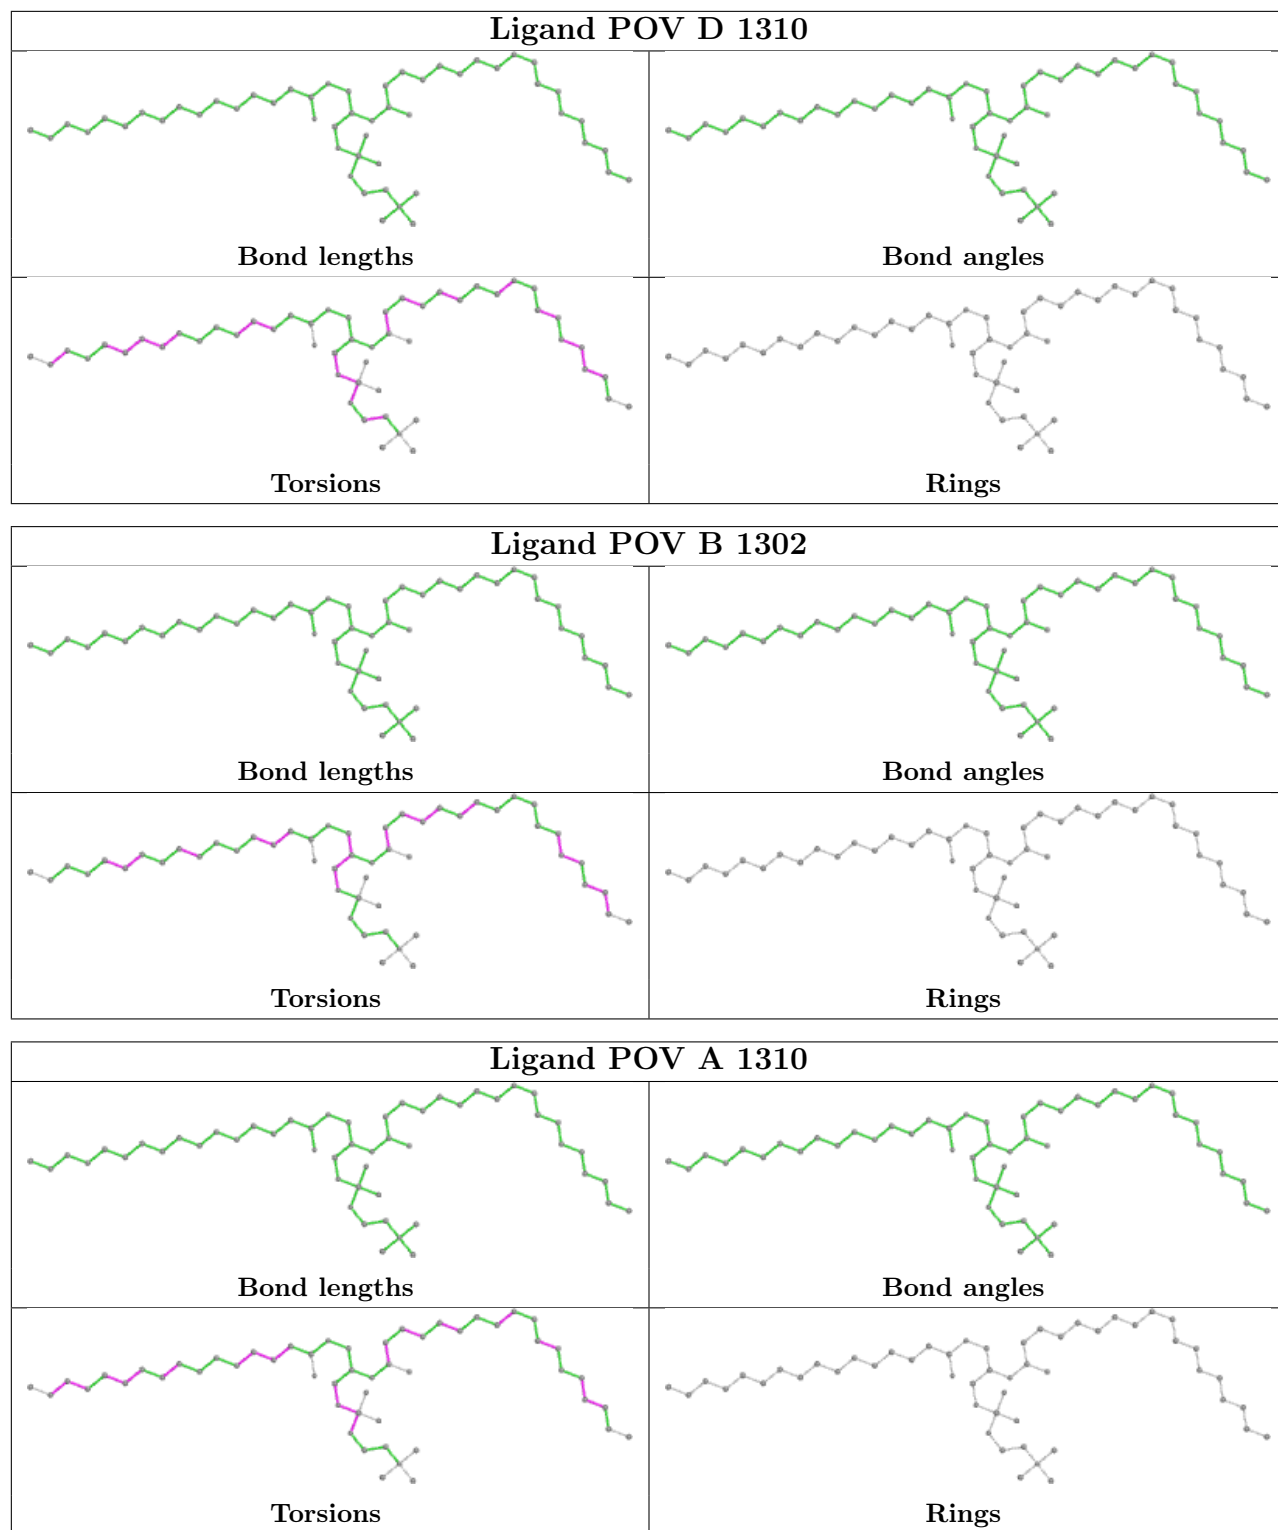 Ligand POV D 1310
Bond lengths
Bond angles
Torsions
Rings
Ligand POV B 1302
Bond lengths
Bond angles
Torsions
Rings
Ligand POV A 1310
Bond lengths
Bond angles
Torsions
Rings